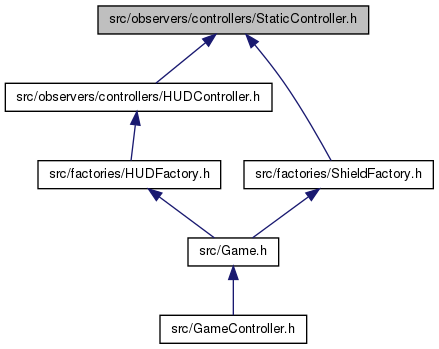 src/observers/controllers/StaticController.h
src/observers/controllers/HUDController.h
src/factories/HUDFactory.h
src/factories/ShieldFactory.h
src/Game.h
src/GameController.h